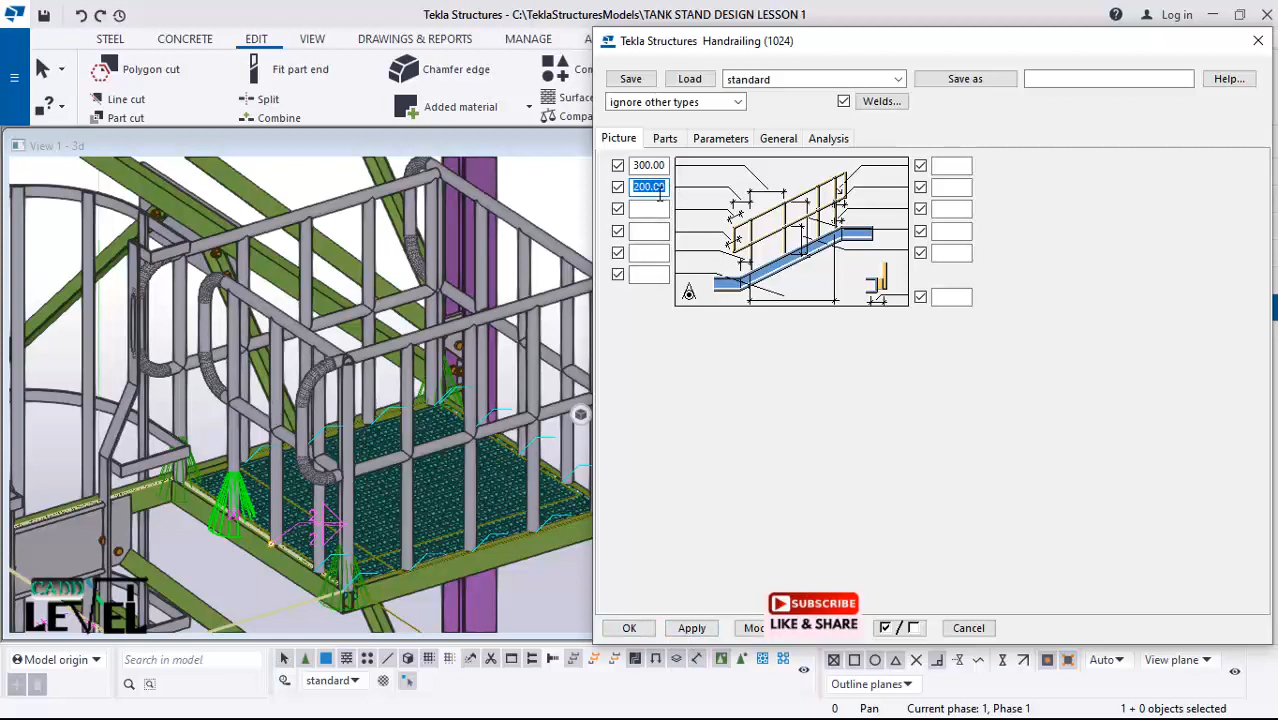 Tekla Structures - C:\TeklaStructuresModels\TANK STAND DESIGN LESSON 1
Log in
STEEL CONCRETE EDIT VIEW DRAWINGS & REPORTS MANAGE
Polygon cut
Fit part end
Chamfer edge
Line cut
Split
Added material
Part cut
Combine
View 1 - 3d
Tekla Structures Handrailing (1024)
Save
Load
standard
Save as
Help...
ignore other types
Welds...
Picture
Parts
Parameters
General
Analysis
300.00
200.00
OK
Apply
Cancel
SUBSCRIBE
LIKE & SHARE
CADD
LEVEL
Model origin
Search in model
standard
Auto
View plane
Outline planes
0 Pan Current phase: 1, Phase 1 1 + 0 objects selected